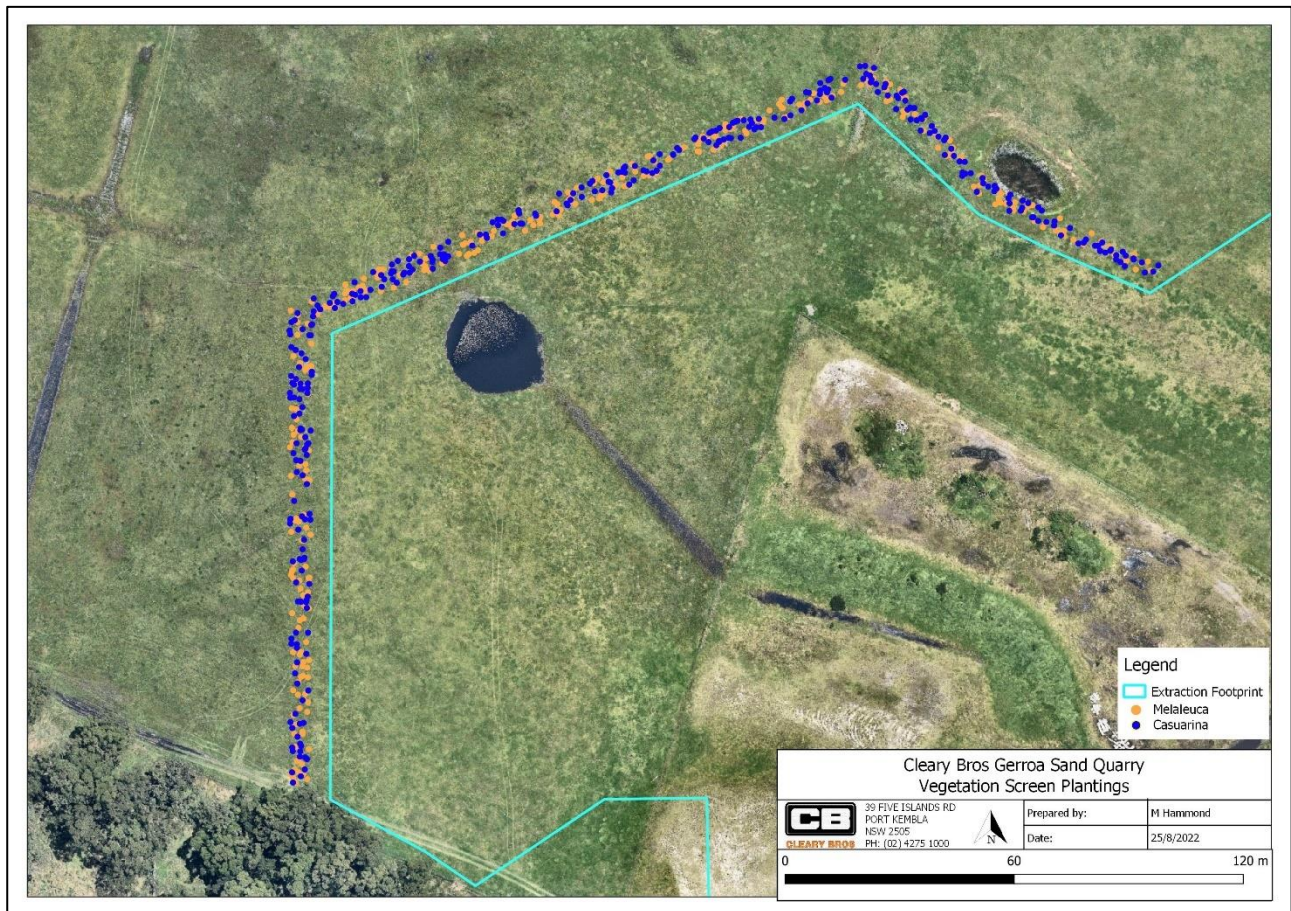 Legend
Extraction Footprint
Melaleuca
Casuarina
Cleary Bros Gerroa Sand Quarry
Vegetation Screen Plantings
CB
CLEARY BROS
39 FIVE ISLANDS RD
PORT KEMBLA
NSW 2505
PH: (02) 4275 1000
N
Prepared by:
M Hammond
Date:
25/8/2022
0
60
120 m